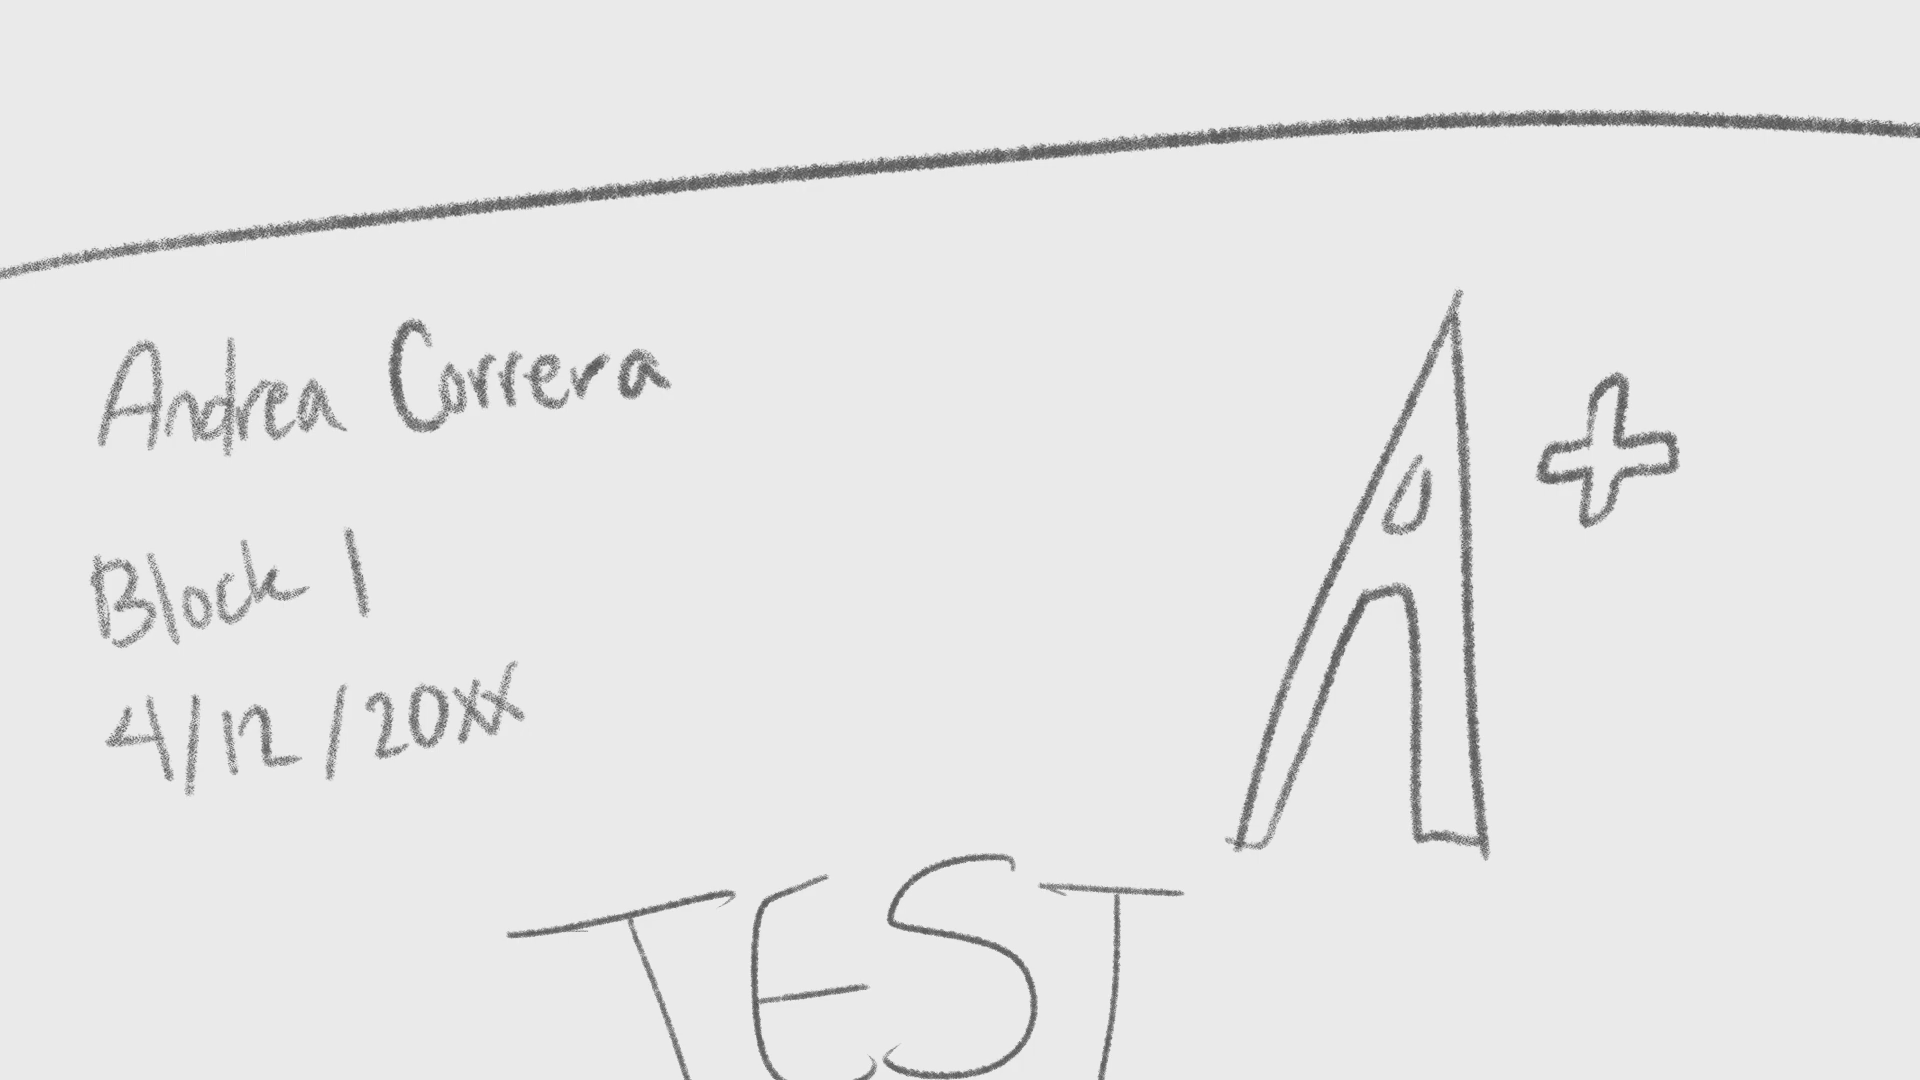 Andrea Correra
A+
Block 1
4/12/20xx
TEST